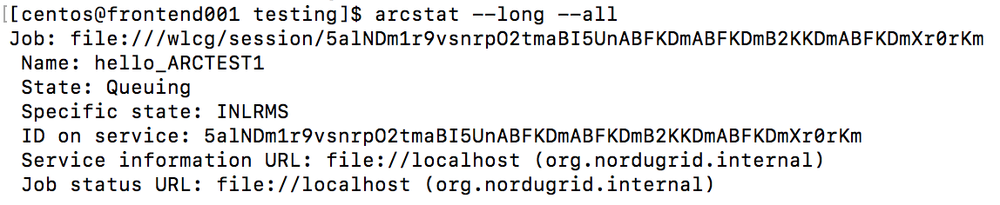 [[centos@frontend001 testing]$ arcstat --long --all
Job: file:///wlcg/session/5alNDm1r9vsnrpO2tmaBI5UnABFKDmABFKDmB2KKDmABFKDmXr0rKm
Name: hello_ARCTEST1
State: Queuing
Specific state: INLRMS
ID on service: 5alNDm1r9vsnrpO2tmaBI5UnABFKDmABFKDmB2KKDmABFKDmXr0rKm
Service information URL: file://localhost (org.nordugrid.internal)
Job status URL: file://localhost (org.nordugrid.internal)